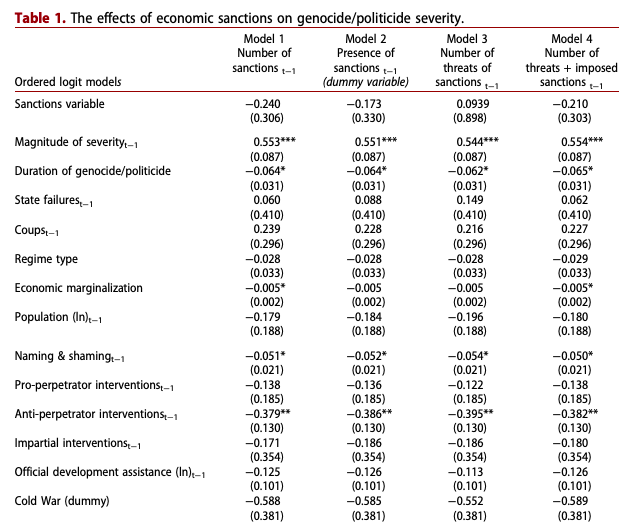 Table 1. The effects of economic sanctions on genocide/politicide severity.
Model 1 Model 2 Model 3 Model 4
Number of Presence of Number of Number of
sanctions t−1 sanctions t−1 threats of threats + imposed
Ordered logit models (dummy variable) sanctions t−1 sanctions t−1
Sanctions variable −0.240 −0.173 0.0939 −0.210
(0.306) (0.330) (0.898) (0.303)
Magnitude of severityt−1 0.553*** 0.551*** 0.544*** 0.554***
(0.087) (0.087) (0.087) (0.087)
Duration of genocide/politicide −0.064* −0.064* −0.062* −0.065*
(0.031) (0.031) (0.031) (0.031)
State failurest−1 0.060 0.088 0.149 0.062
(0.410) (0.410) (0.410) (0.410)
Coupst−1 0.239 0.228 0.216 0.227
(0.296) (0.296) (0.296) (0.296)
Regime type −0.028 −0.028 −0.028 −0.029
(0.033) (0.033) (0.033) (0.033)
Economic marginalization −0.005* −0.005 −0.005 −0.005*
(0.002) (0.002) (0.002) (0.002)
Population (ln)t−1 −0.179 −0.184 −0.196 −0.180
(0.188) (0.188) (0.188) (0.188)
Naming & shamingt−1 −0.051* −0.052* −0.054* −0.050*
(0.021) (0.021) (0.021) (0.021)
Pro-perpetrator interventionst−1 −0.138 −0.136 −0.122 −0.138
(0.185) (0.185) (0.185) (0.185)
Anti-perpetrator interventionst−1 −0.379** −0.386** −0.395** −0.382**
(0.130) (0.130) (0.130) (0.130)
Impartial interventionst−1 −0.171 −0.186 −0.186 −0.180
(0.354) (0.354) (0.354) (0.354)
Official development assistance (ln)t−1 −0.125 −0.126 −0.113 −0.126
(0.101) (0.101) (0.101) (0.101)
Cold War (dummy) −0.588 −0.585 −0.552 −0.589
(0.381) (0.381) (0.381) (0.381)